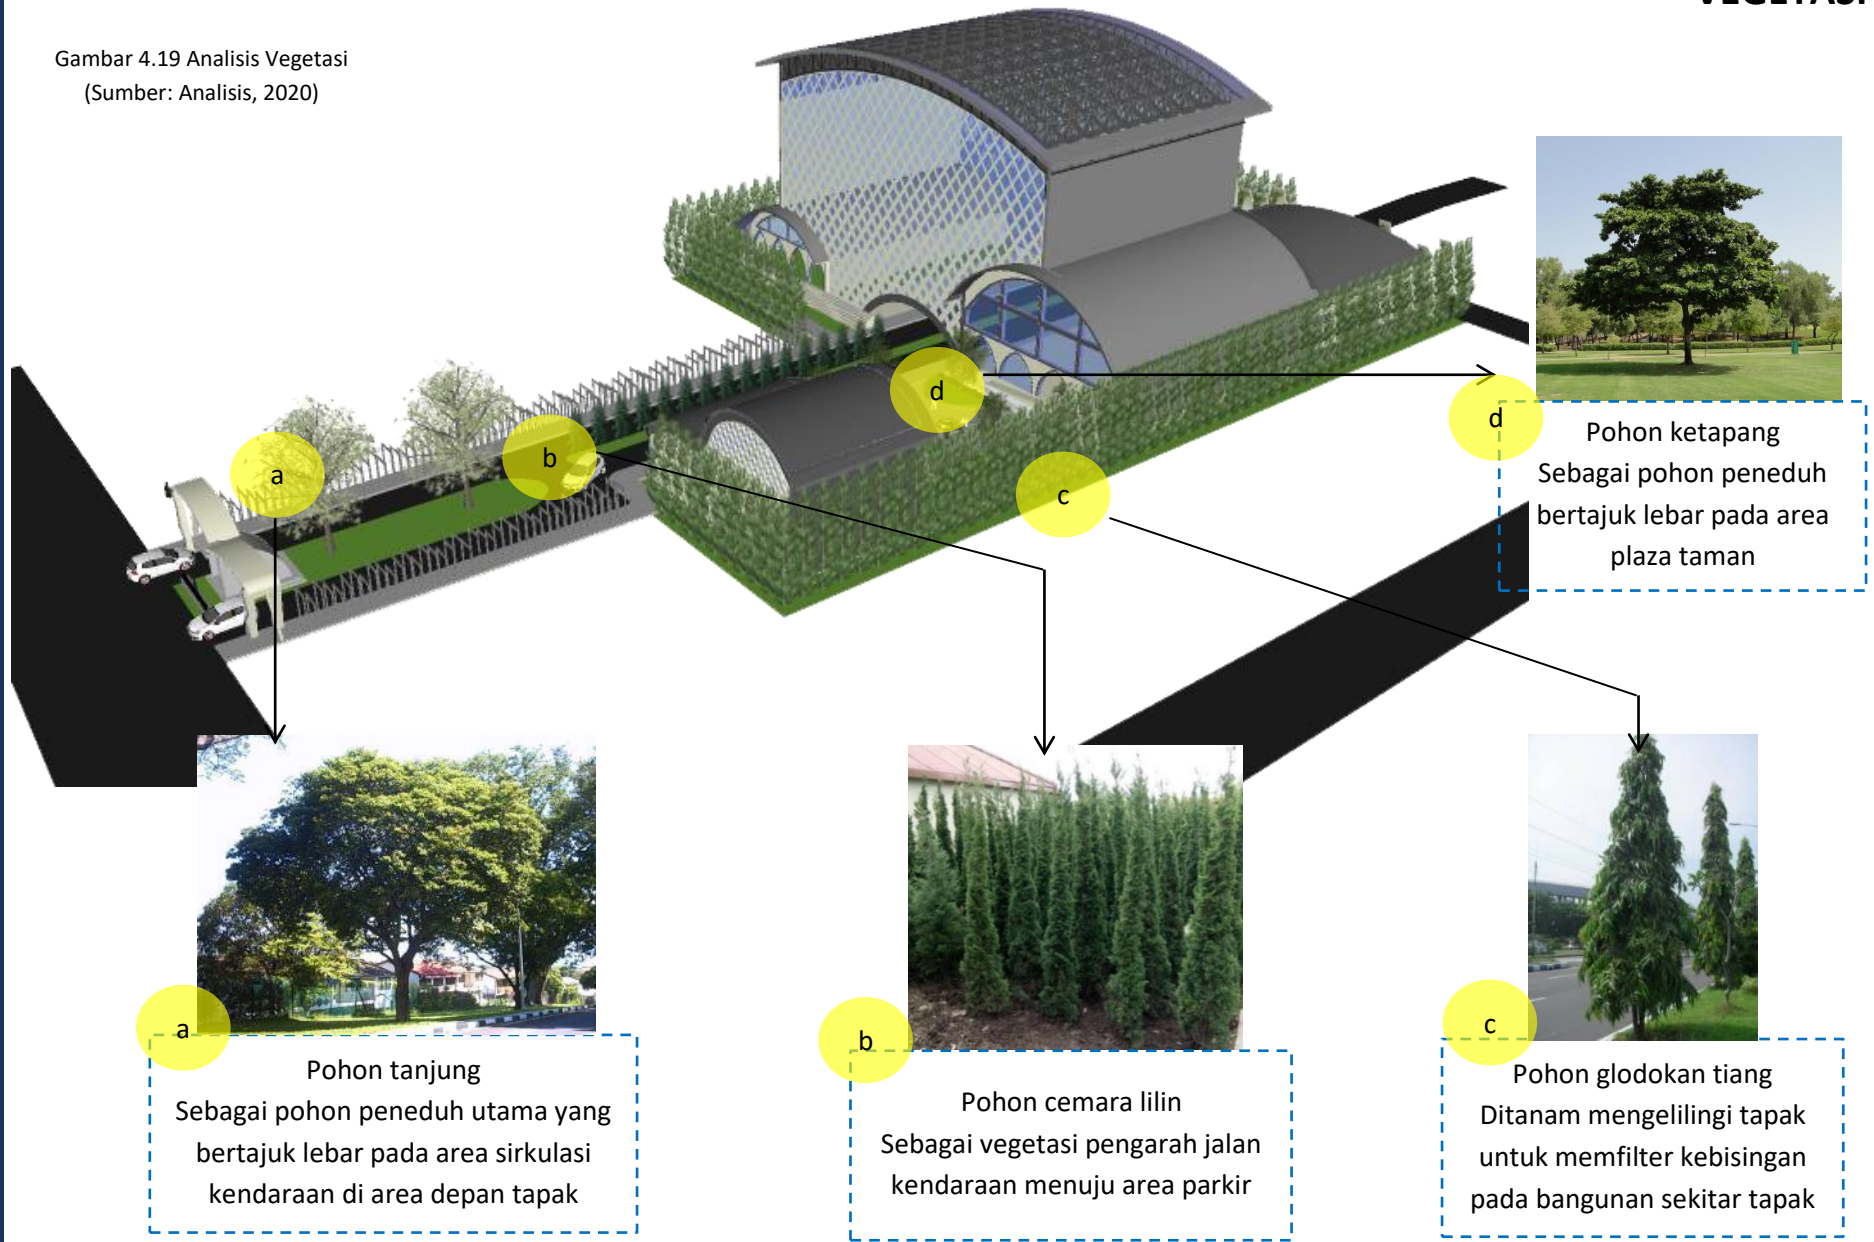 VEGETASI
Gambar 4.19 Analisis Vegetasi
(Sumber: Analisis, 2020)
d
a
b
c
d
Pohon ketapang
Sebagai pohon peneduh
bertajuk lebar pada area
plaza taman
a
Pohon tanjung
Sebagai pohon peneduh utama yang
bertajuk lebar pada area sirkulasi
kendaraan di area depan tapak
b
Pohon cemara lilin
Sebagai vegetasi pengarah jalan
kendaraan menuju area parkir
c
Pohon glodokan tiang
Ditanam mengelilingi tapak
untuk memfilter kebisingan
pada bangunan sekitar tapak